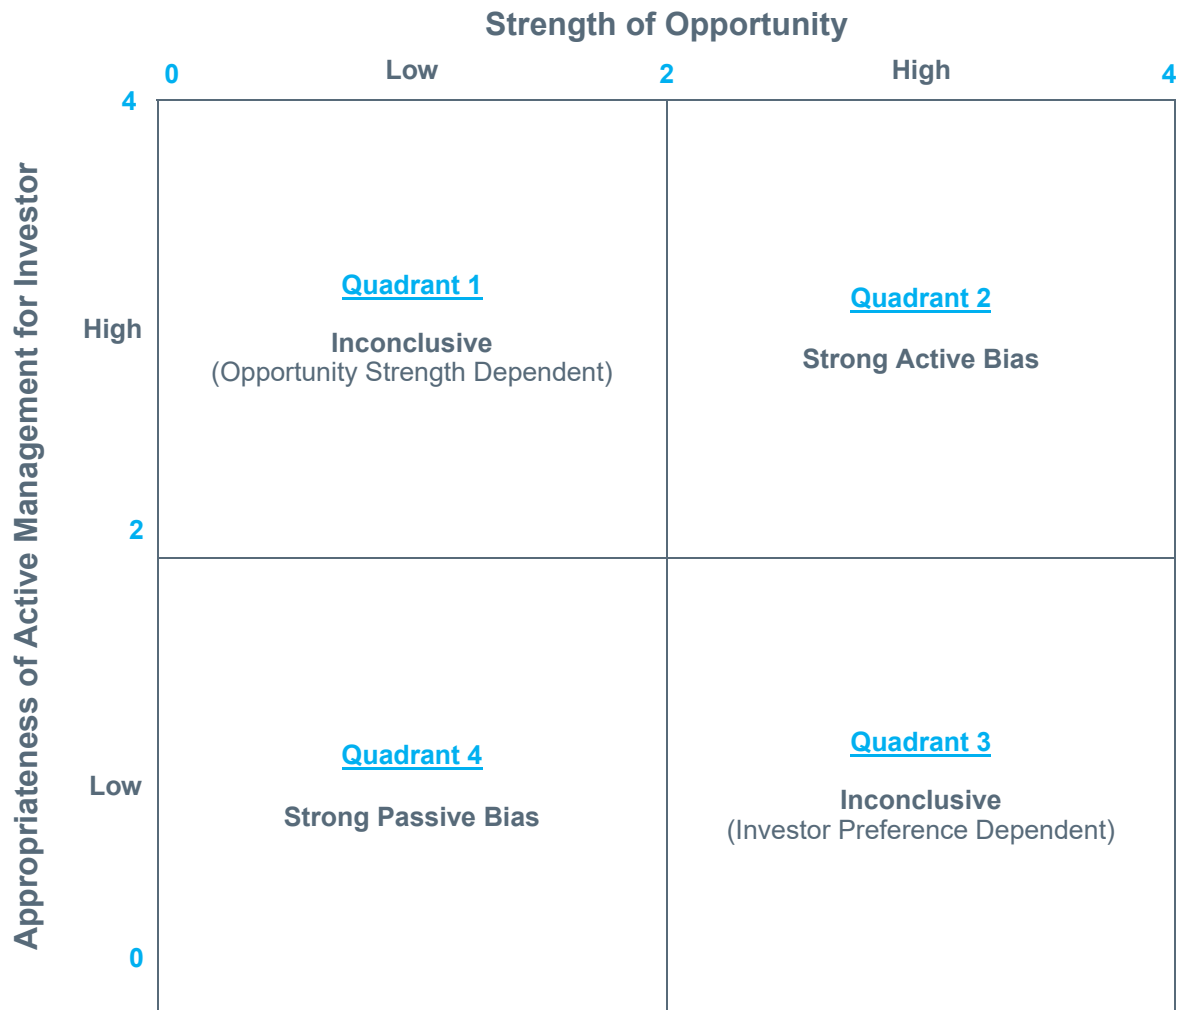 Strength of Opportunity
0 Low 2 High 4
4
Appropriateness of Active Management for Investor
High
Quadrant 1
Inconclusive
(Opportunity Strength Dependent)
Quadrant 2
Strong Active Bias
2
Low
Quadrant 4
Strong Passive Bias
Quadrant 3
Inconclusive
(Investor Preference Dependent)
0